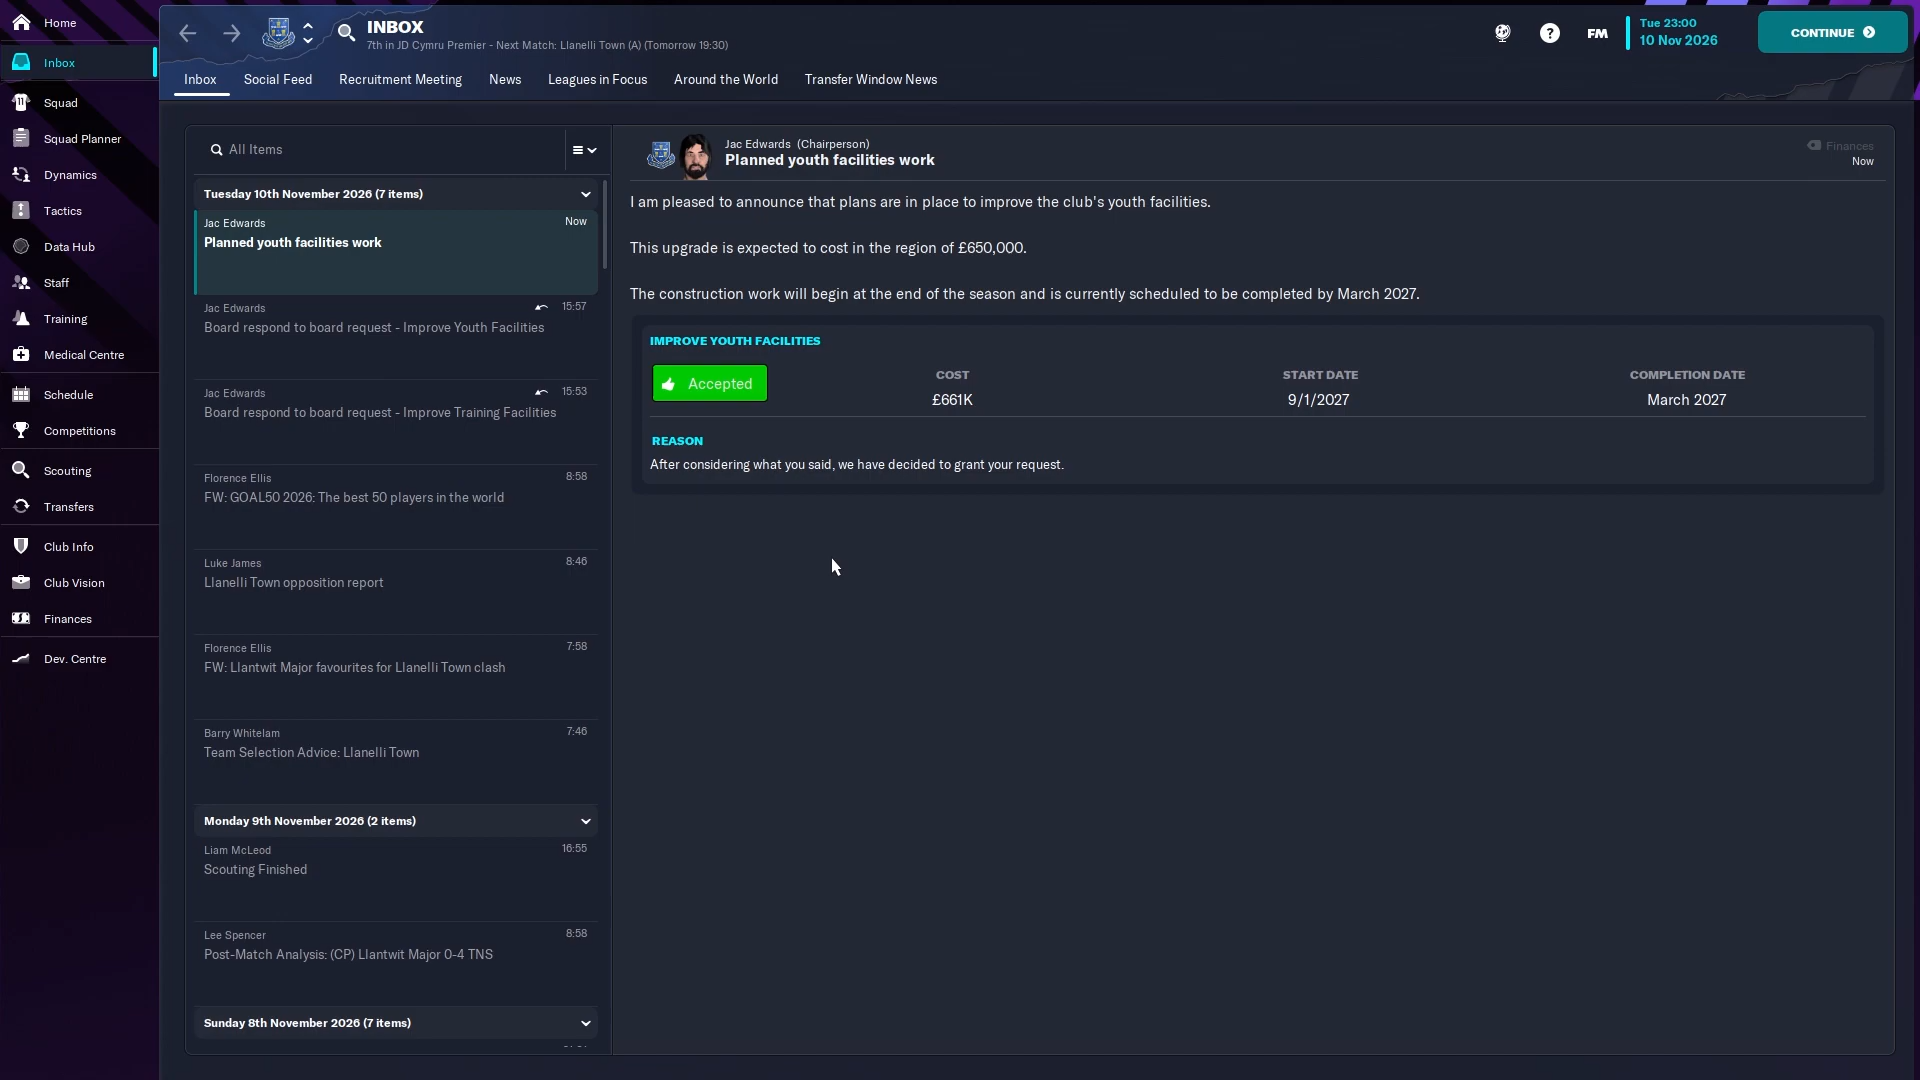 Home
Inbox
Squad
Squad Planner
Dynamics
Tactics
Data Hub
Staff
Training
Medical Centre
Schedule
Competitions
Scouting
Transfers
Club Info
Club Vision
Finances
Dev. Centre
INBOX
7th in JD Cymru Premier - Next Match: Llanelli Town (A) (Tomorrow 19:30)
?
FM
Tue 23:00
10 Nov 2026
CONTINUE
Inbox
Social Feed
Recruitment Meeting
News
Leagues in Focus
Around the World
Transfer Window News
All Items
Tuesday 10th November 2026 (7 items)
Jac Edwards
Now
Planned youth facilities work
Jac Edwards
15:57
Board respond to board request - Improve Youth Facilities
Jac Edwards
15:53
Board respond to board request - Improve Training Facilities
Florence Ellis
8:58
FW: GOAL50 2026: The best 50 players in the world
Luke James
8:46
Llanelli Town opposition report
Florence Ellis
7:58
FW: Llantwit Major favourites for Llanelli Town clash
Barry Whitelam
7:46
Team Selection Advice: Llanelli Town
Monday 9th November 2026 (2 items)
Liam McLeod
16:55
Scouting Finished
Lee Spencer
8:58
Post-Match Analysis: (CP) Llantwit Major 0-4 TNS
Sunday 8th November 2026 (7 items)
Jac Edwards (Chairperson)
Planned youth facilities work
Finances
Now
I am pleased to announce that plans are in place to improve the club's youth facilities.
This upgrade is expected to cost in the region of £650,000.
The construction work will begin at the end of the season and is currently scheduled to be completed by March 2027.
IMPROVE YOUTH FACILITIES
Accepted
COST
£661K
START DATE
9/1/2027
COMPLETION DATE
March 2027
REASON
After considering what you said, we have decided to grant your request.